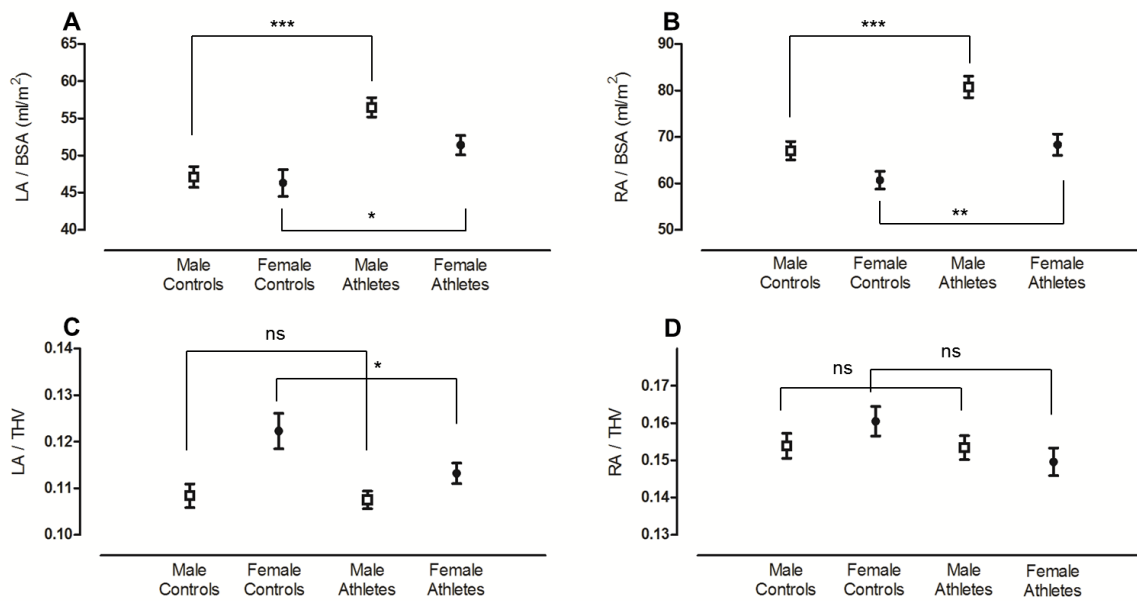 A
LA / BSA (ml/m²)
65
60
55
50
45
40
***
*
Male
Controls
Female
Controls
Male
Athletes
Female
Athletes
B
RA / BSA (ml/m²)
90
80
70
60
50
***
**
Male
Controls
Female
Controls
Male
Athletes
Female
Athletes
C
LA / THV
0.14
0.13
0.12
0.11
0.10
ns
*
Male
Controls
Female
Controls
Male
Athletes
Female
Athletes
D
RA / THV
0.17
0.16
0.15
0.14
0.13
ns
ns
Male
Controls
Female
Controls
Male
Athletes
Female
Athletes